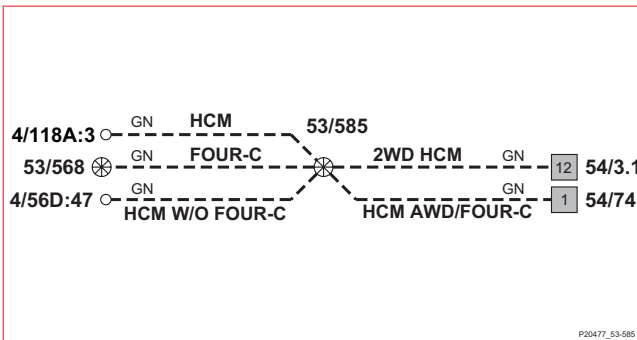 GN HCM
4/118A:3
53/585
53/568 GN FOUR-C 2WD HCM GN 12 54/3.1
4/56D:47 GN HCM W/O FOUR-C HCM AWD/FOUR-C GN 1 54/74
P20477_53-585